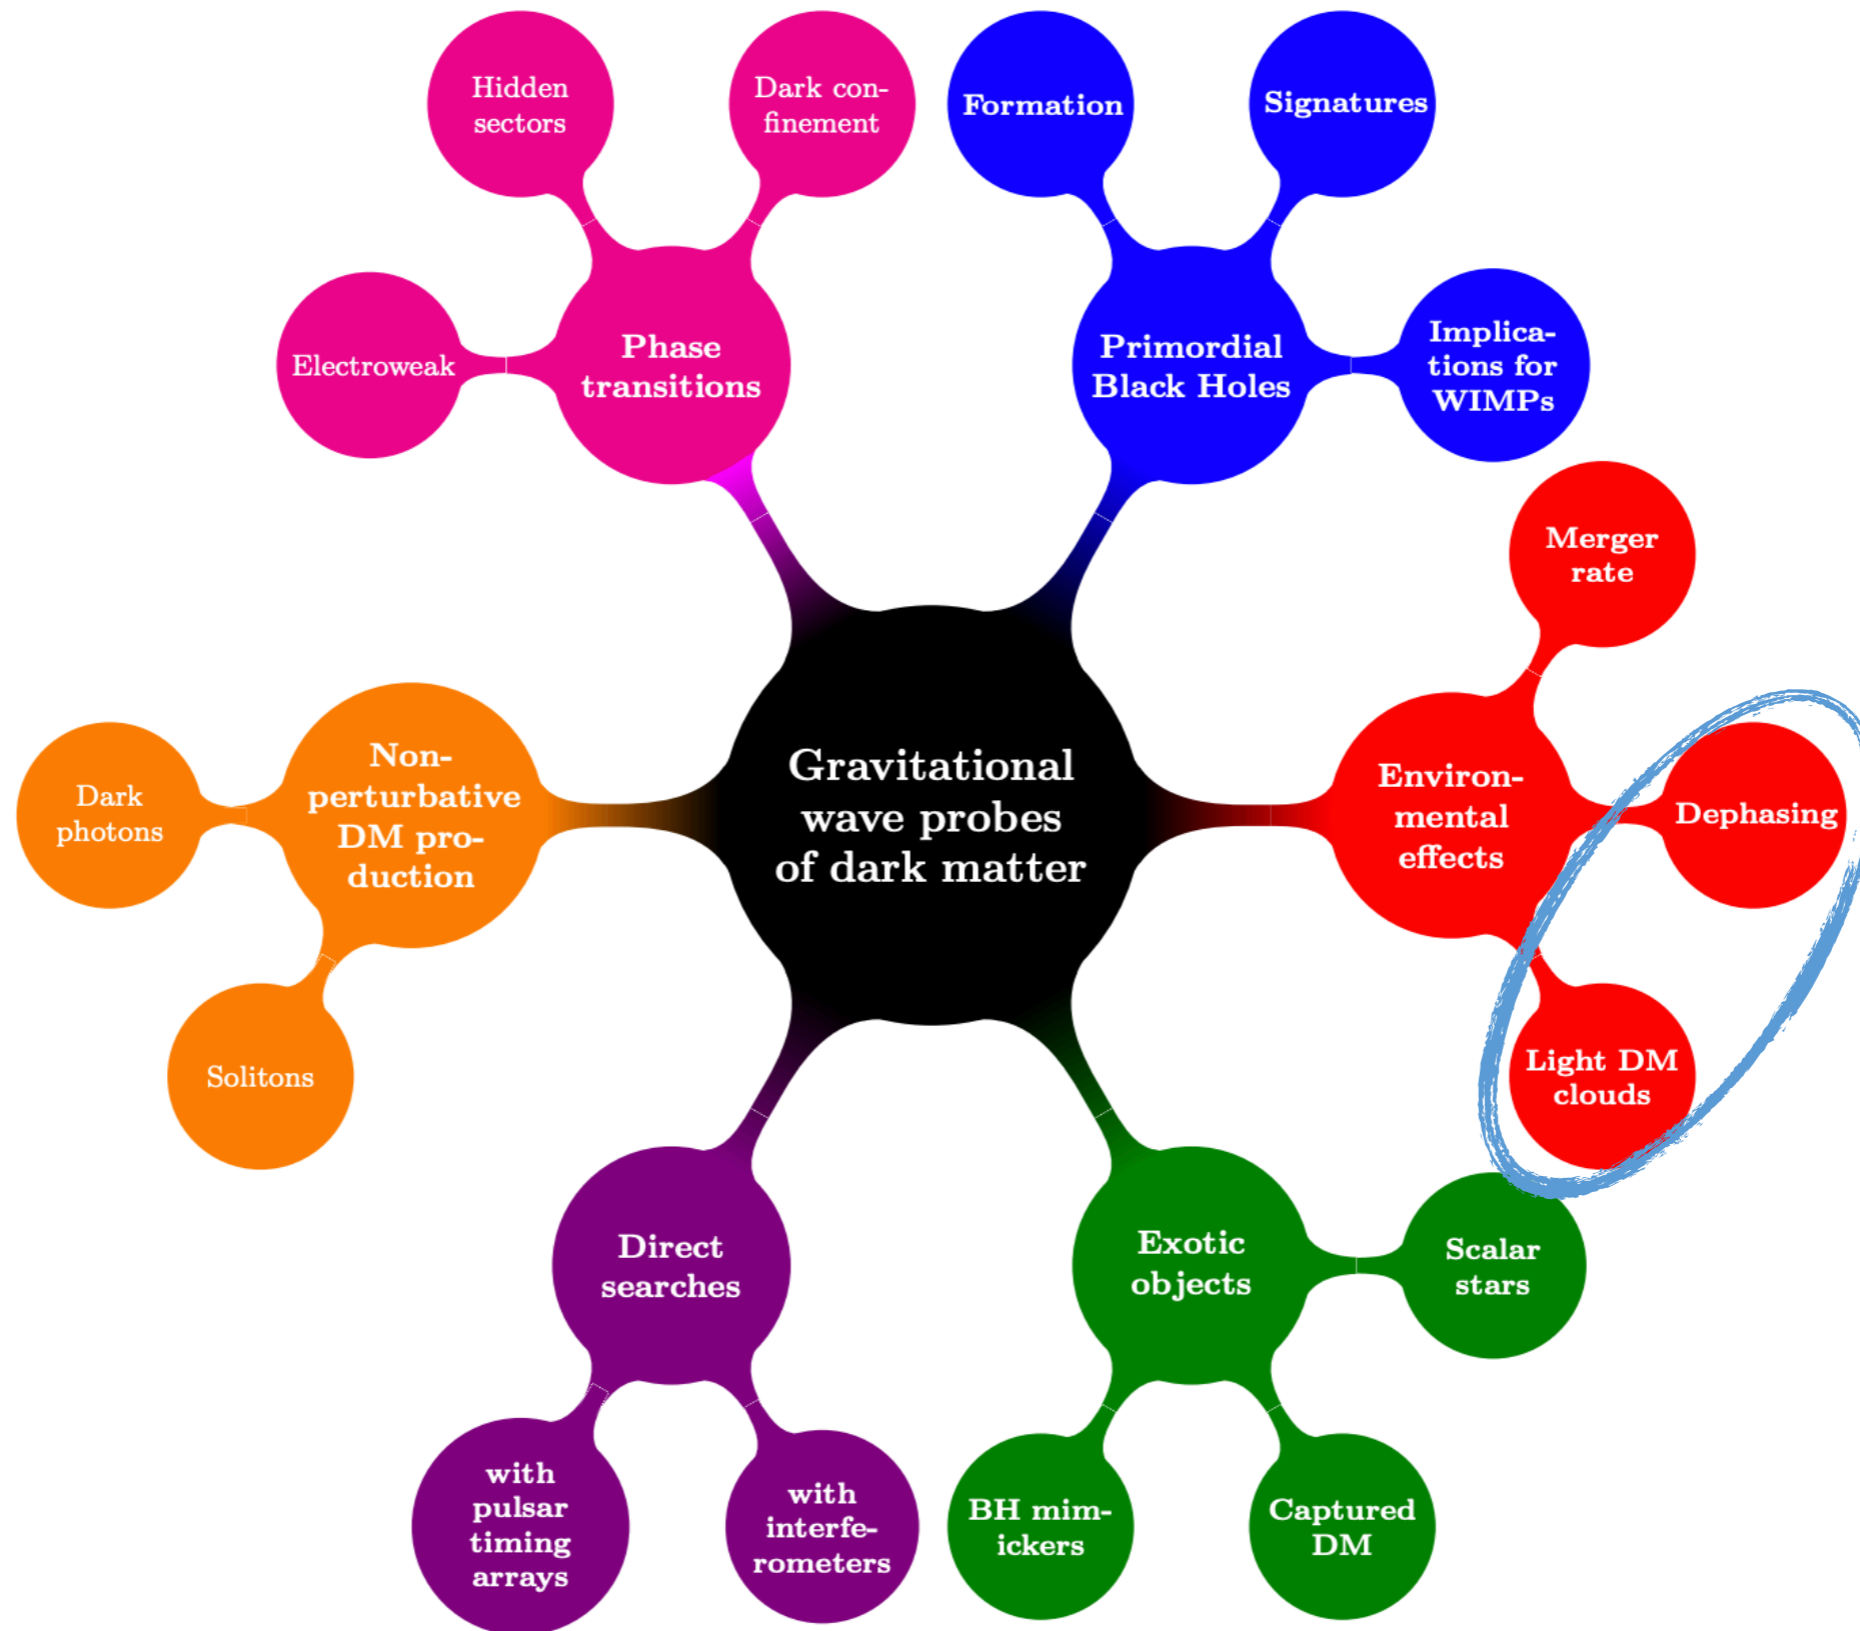 Hidden
sectors
Dark con-
finement
Formation
Signatures
Electroweak
Phase
transitions
Primordial
Black Holes
Implica-
tions for
WIMPs
Merger
rate
Dark
photons
Non-
perturbative
DM pro-
duction
Gravitational
wave probes
of dark matter
Environ-
mental
effects
Dephasing
Solitons
Light DM
clouds
Direct
searches
Exotic
objects
Scalar
stars
with
pulsar
timing
arrays
with
interfe-
rometers
BH mim-
ickers
Captured
DM